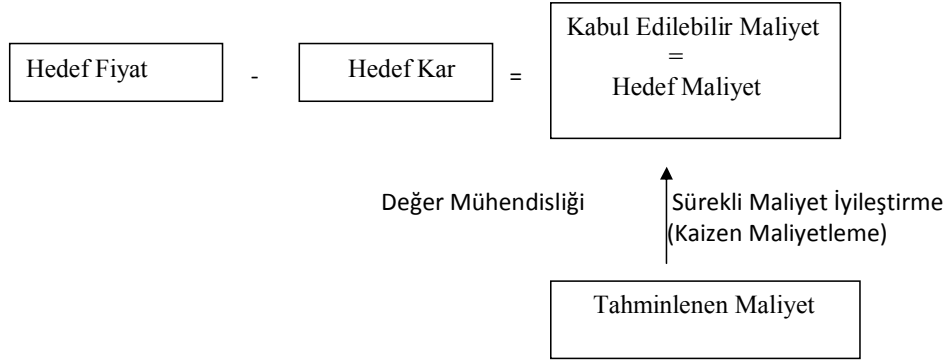 Kabul Edilebilir Maliyet
Hedef Fiyat - Hedef Kar = =
Hedef Maliyet
Değer Mühendisliği Sürekli Maliyet İyileştirme
(Kaizen Maliyetleme)
Tahminlenen Maliyet